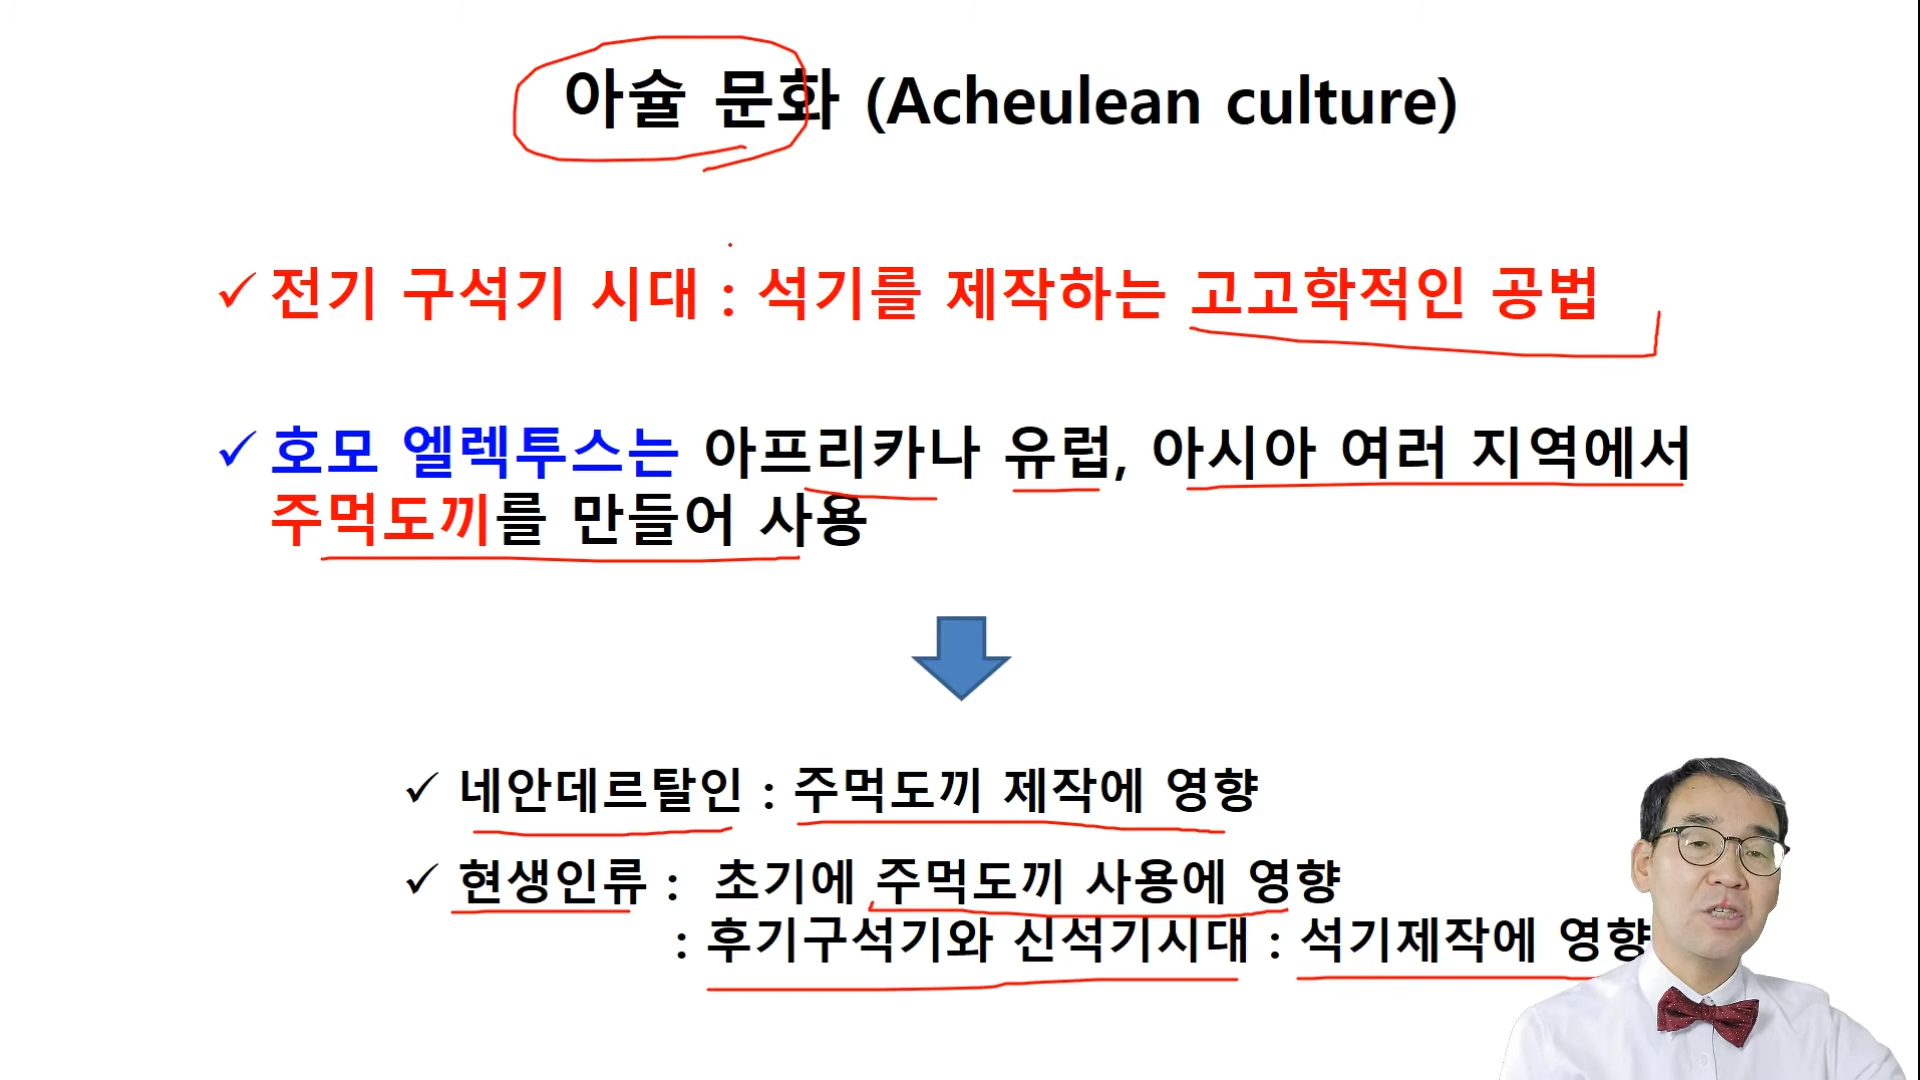 아슐 문화 (Acheulean culture)
✓ 전기 구석기 시대 : 석기를 제작하는 고고학적인 공법
✓ 호모 엘렉투스는 아프리카나 유럽, 아시아 여러 지역에서
주먹도끼를 만들어 사용
✓ 네안데르탈인 : 주먹도끼 제작에 영향
✓ 현생인류 : 초기에 주먹도끼 사용에 영향
: 후기구석기와 신석기시대 : 석기제작에 영향